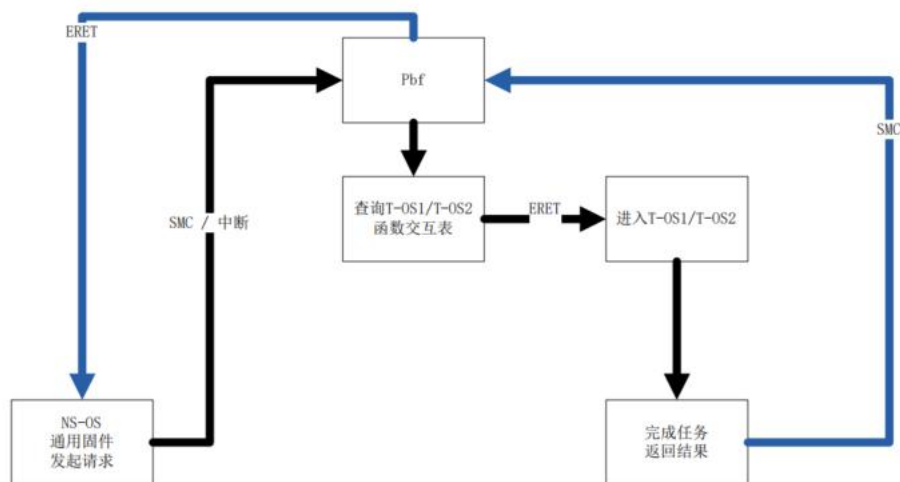 ERET
Pbf
SMC
SMC / 中断
查询T-OS1/T-OS2
函数交互表
ERET
进入T-OS1/T-OS2
NS-OS
通用固件
发起请求
完成任务
返回结果